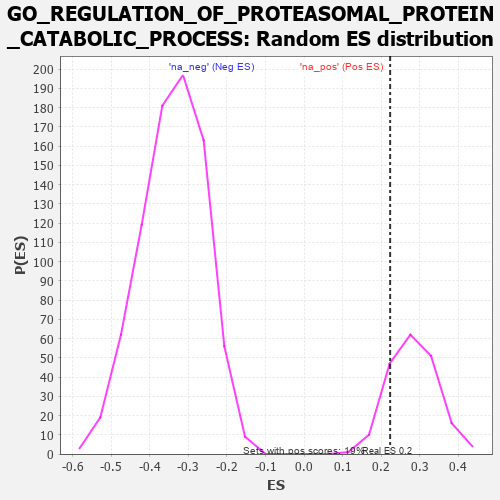 GO_REGULATION_OF_PROTEASOMAL_PROTEIN
_CATABOLIC_PROCESS: Random ES distribution
'na_neg' (Neg ES)
'na_pos' (Pos ES)
200
190
180
170
160
150
140
130
120
110
100
90
80
70
60
50
40
30
20
10
0
P(ES)
Sets with pos scores: 19%
Real ES 0.2
-0.6 -0.5 -0.4 -0.3 -0.2 -0.1 0.0 0.1 0.2 0.3 0.4
ES